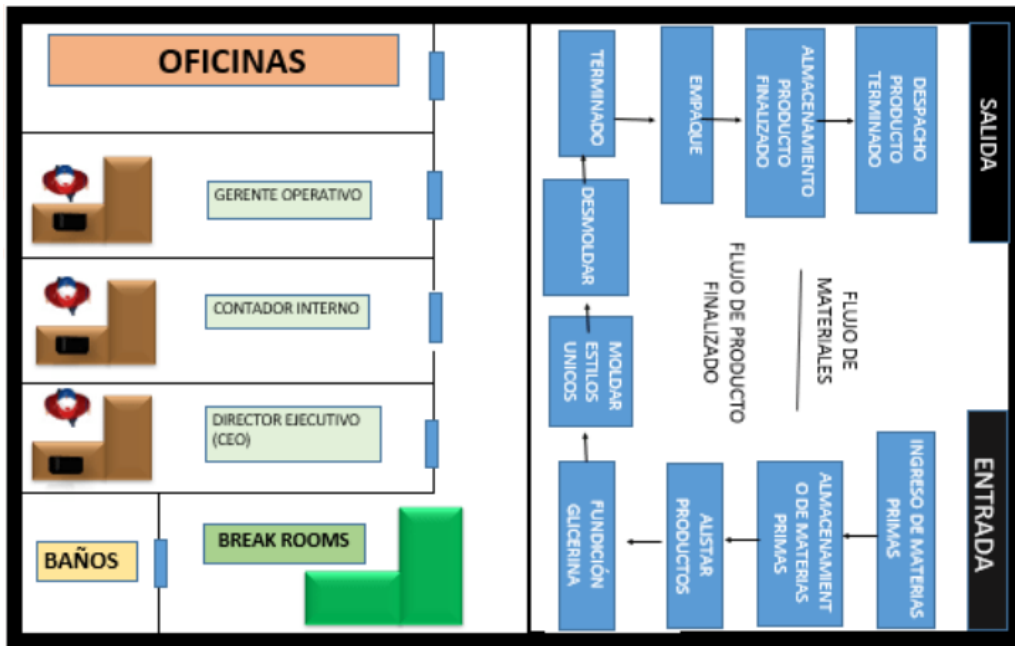 OFICINAS
GERENTE OPERATIVO
CONTADOR INTERNO
DIRECTOR EJECUTIVO
(CEO)
BAÑOS
BREAK ROOMS
TERMINADO
EMPAQUE
ALMACENAMIENTO
PRODUCTO
FINALIZADO
DESPACHO
PRODUCTO
TERMINADO
SALIDA
DESMOLDAR
MOLDAR
ESTILOS
UNICOS
FLUJO DE
MATERIALES
FLUJO DE PRODUCTO
FINALIZADO
FUNDICIÓN
GLICERINA
ALISTAR
PRODUCTOS
ALMACENAMIENT
O DE MATERIAS
PRIMAS
INGRESO DE MATERIAS
PRIMAS
ENTRADA